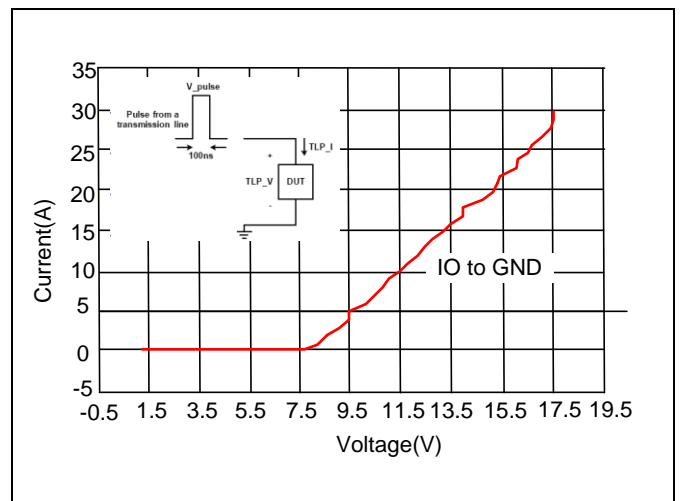 35
30
25
20
15
10
5
0
-5
Current(A)
V_pulse
Pulse from a
transmission line
100ns
TLP_I
+
TLP_V
DUT
-
IO to GND
-0.5 1.5 3.5 5.5 7.5 9.5 11.5 13.5 15.5 17.5 19.5
Voltage(V)